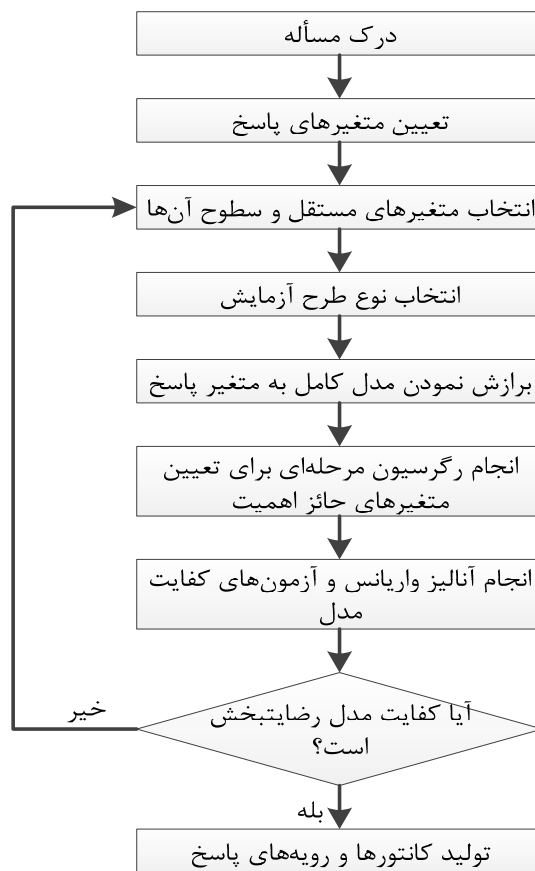 درک مسأله
تعیین متغیرهای پاسخ
انتخاب متغیرهای مستقل و سطوح آن‌ها
انتخاب نوع طرح آزمایش
برازش نمودن مدل کامل به متغیر پاسخ
انجام رگرسیون مرحله‌ای برای تعیین
متغیرهای حائز اهمیت
انجام آنالیز واریانس و آزمون‌های کفایت
مدل
آیا کفایت مدل رضایتبخش
است؟
خیر
بله
تولید کانتورها و رویه‌های پاسخ